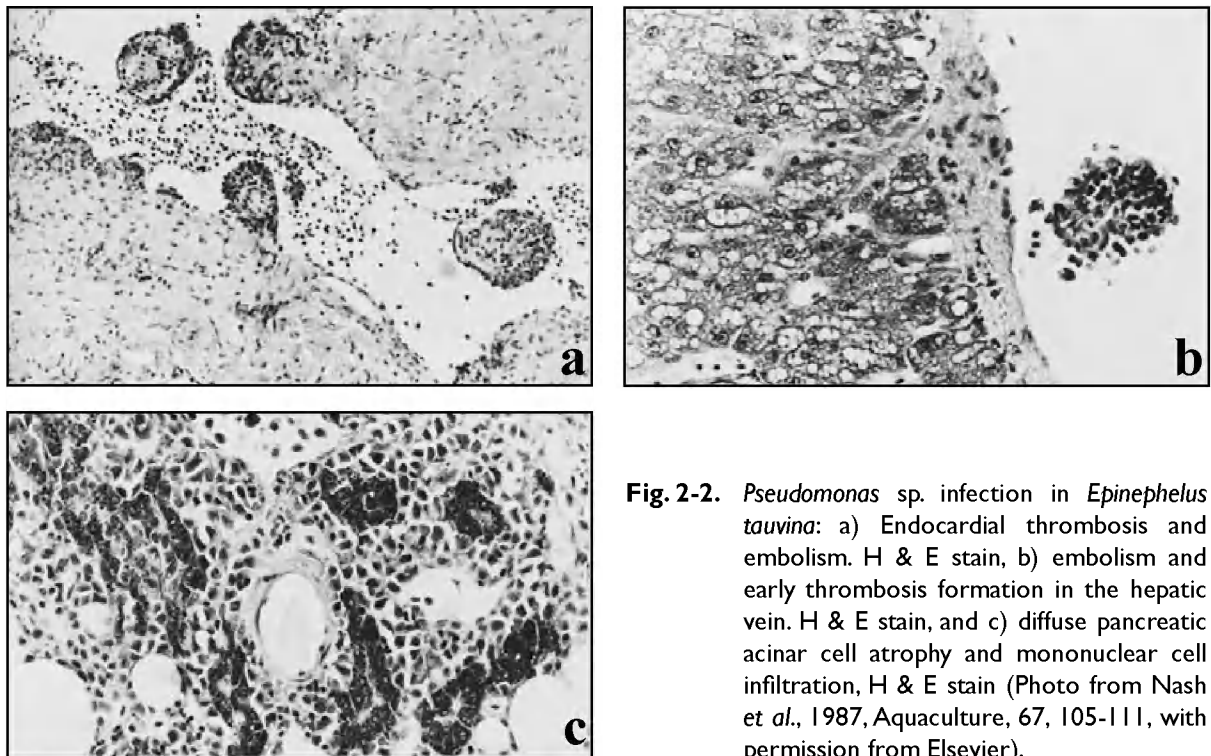 a
b
c
Fig. 2-2. Pseudomonas sp. infection in Epinephelus
tauvina: a) Endocardial thrombosis and
embolism. H & E stain, b) embolism and
early thrombosis formation in the hepatic
vein. H & E stain, and c) diffuse pancreatic
acinar cell atrophy and mononuclear cell
infiltration, H & E stain (Photo from Nash
et al., 1987, Aquaculture, 67, 105-111, with
permission from Elsevier).